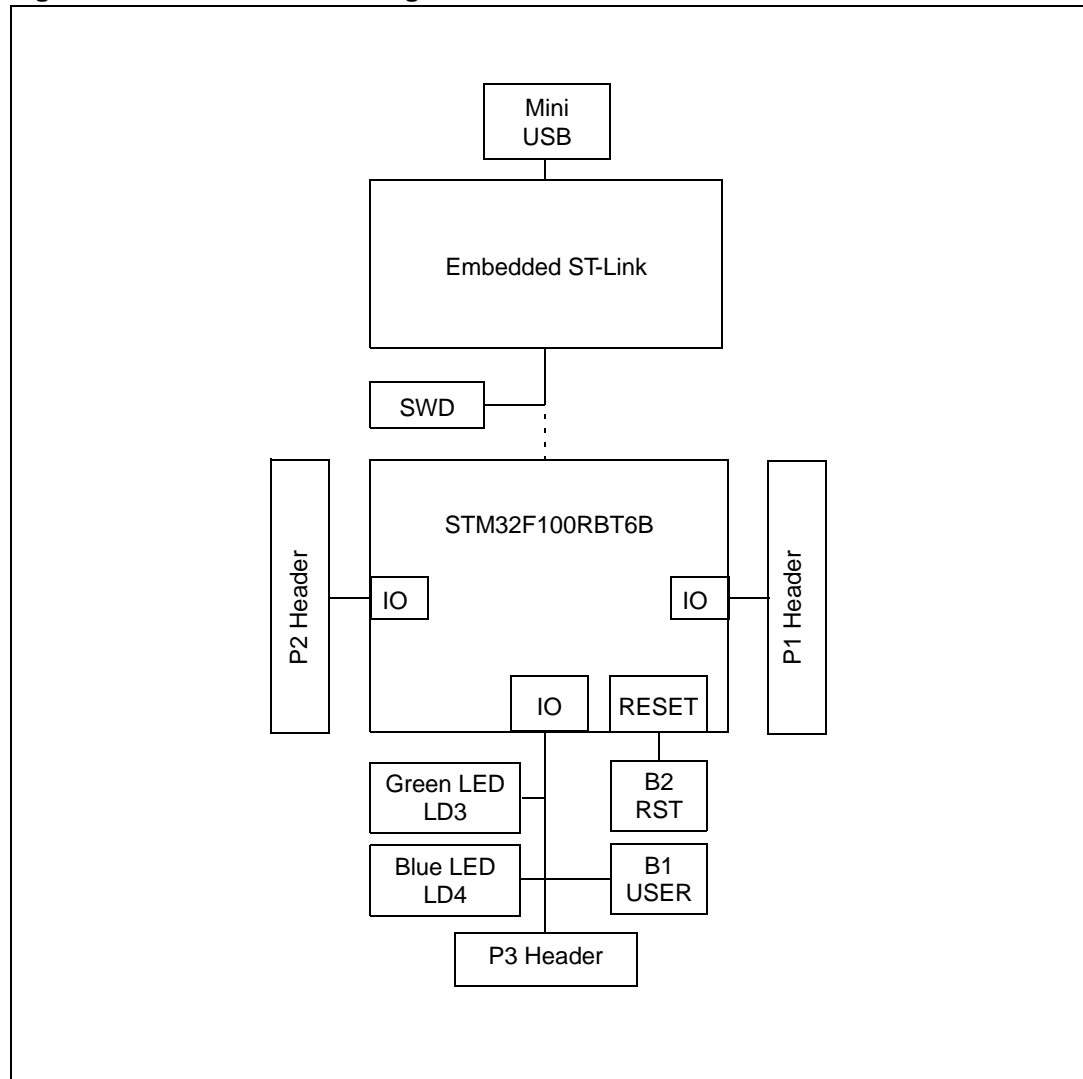 Mini
USB
Embedded ST-Link
SWD
STM32F100RBT6B
P2 Header
IO
IO
P1 Header
IO
RESET
Green LED
LD3
B2
RST
Blue LED
LD4
B1
USER
P3 Header